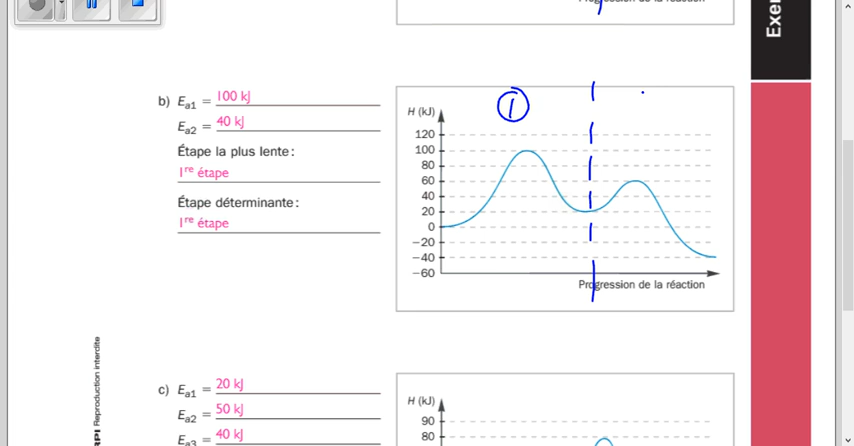 Progression de la réaction
Exer
b) Ea1 = 100 kJ
Ea2 = 40 kJ
Étape la plus lente :
1re étape
Étape déterminante :
1re étape
H (kJ)
1
120
100
80
60
40
20
0
−20
−40
−60
Progression de la réaction
RPI Reproduction interdite
c) Ea1 = 20 kJ
Ea2 = 50 kJ
Ea3 = 40 kJ
H (kJ)
90
80